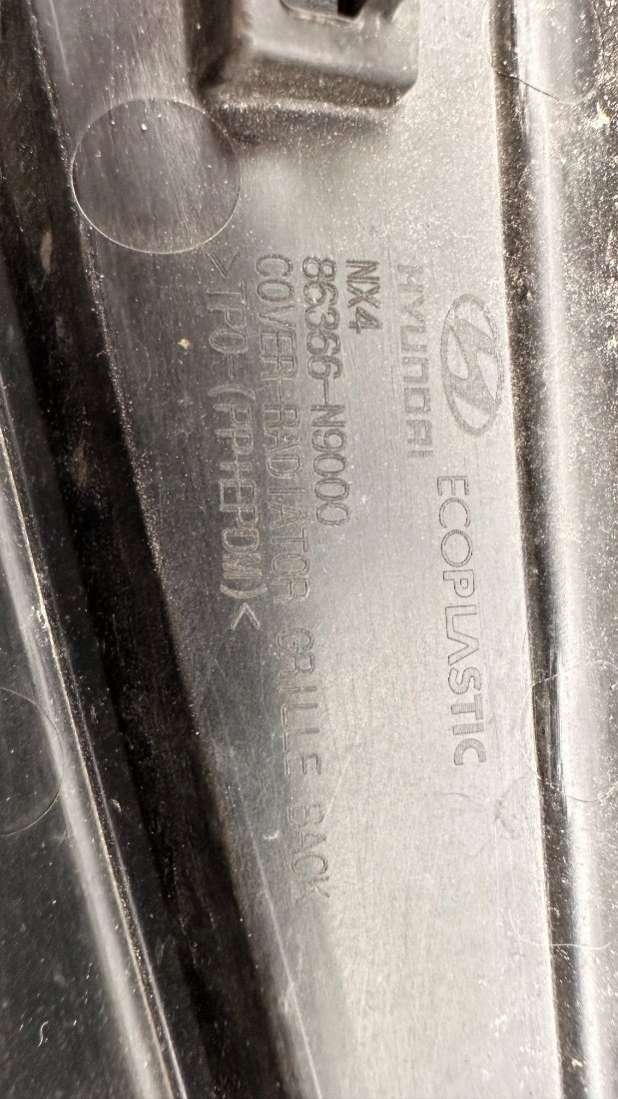 HYUNDAI ECOPLASTIC
NX4
86366-N9000
COVER-RADIATOR GRILLE BACK
>TPO-(PP+EPDM)<